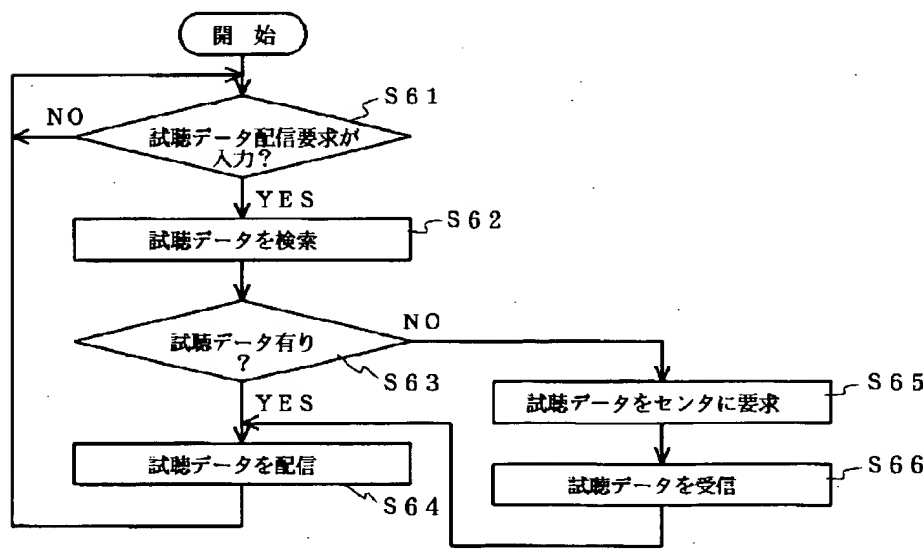 開 始
S61
NO
試聴データ配信要求が
入力?
YES
S62
試聴データを検索
NO
試聴データ有り
?
S63
S65
YES
試聴データをセンタに要求
試聴データを配信
S66
試聴データを受信
S64